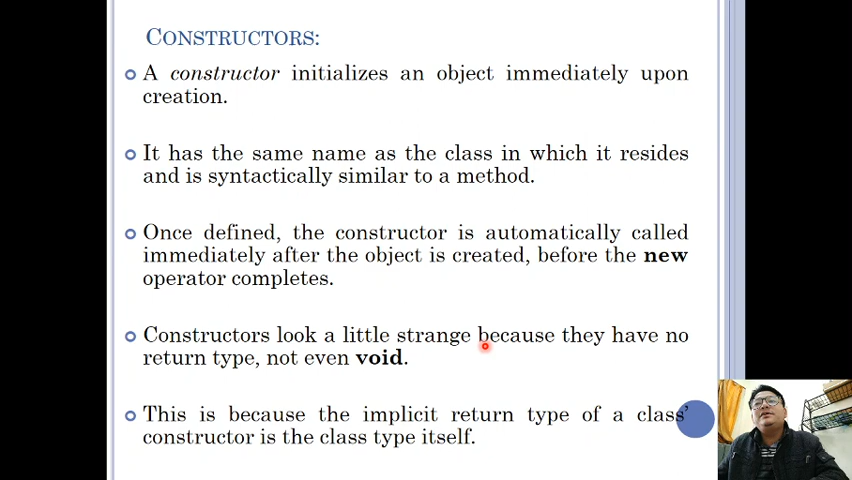 CONSTRUCTORS:
A constructor initializes an object immediately upon
creation.
It has the same name as the class in which it resides
and is syntactically similar to a method.
Once defined, the constructor is automatically called
immediately after the object is created, before the new
operator completes.
Constructors look a little strange because they have no
return type, not even void.
This is because the implicit return type of a class'
constructor is the class type itself.